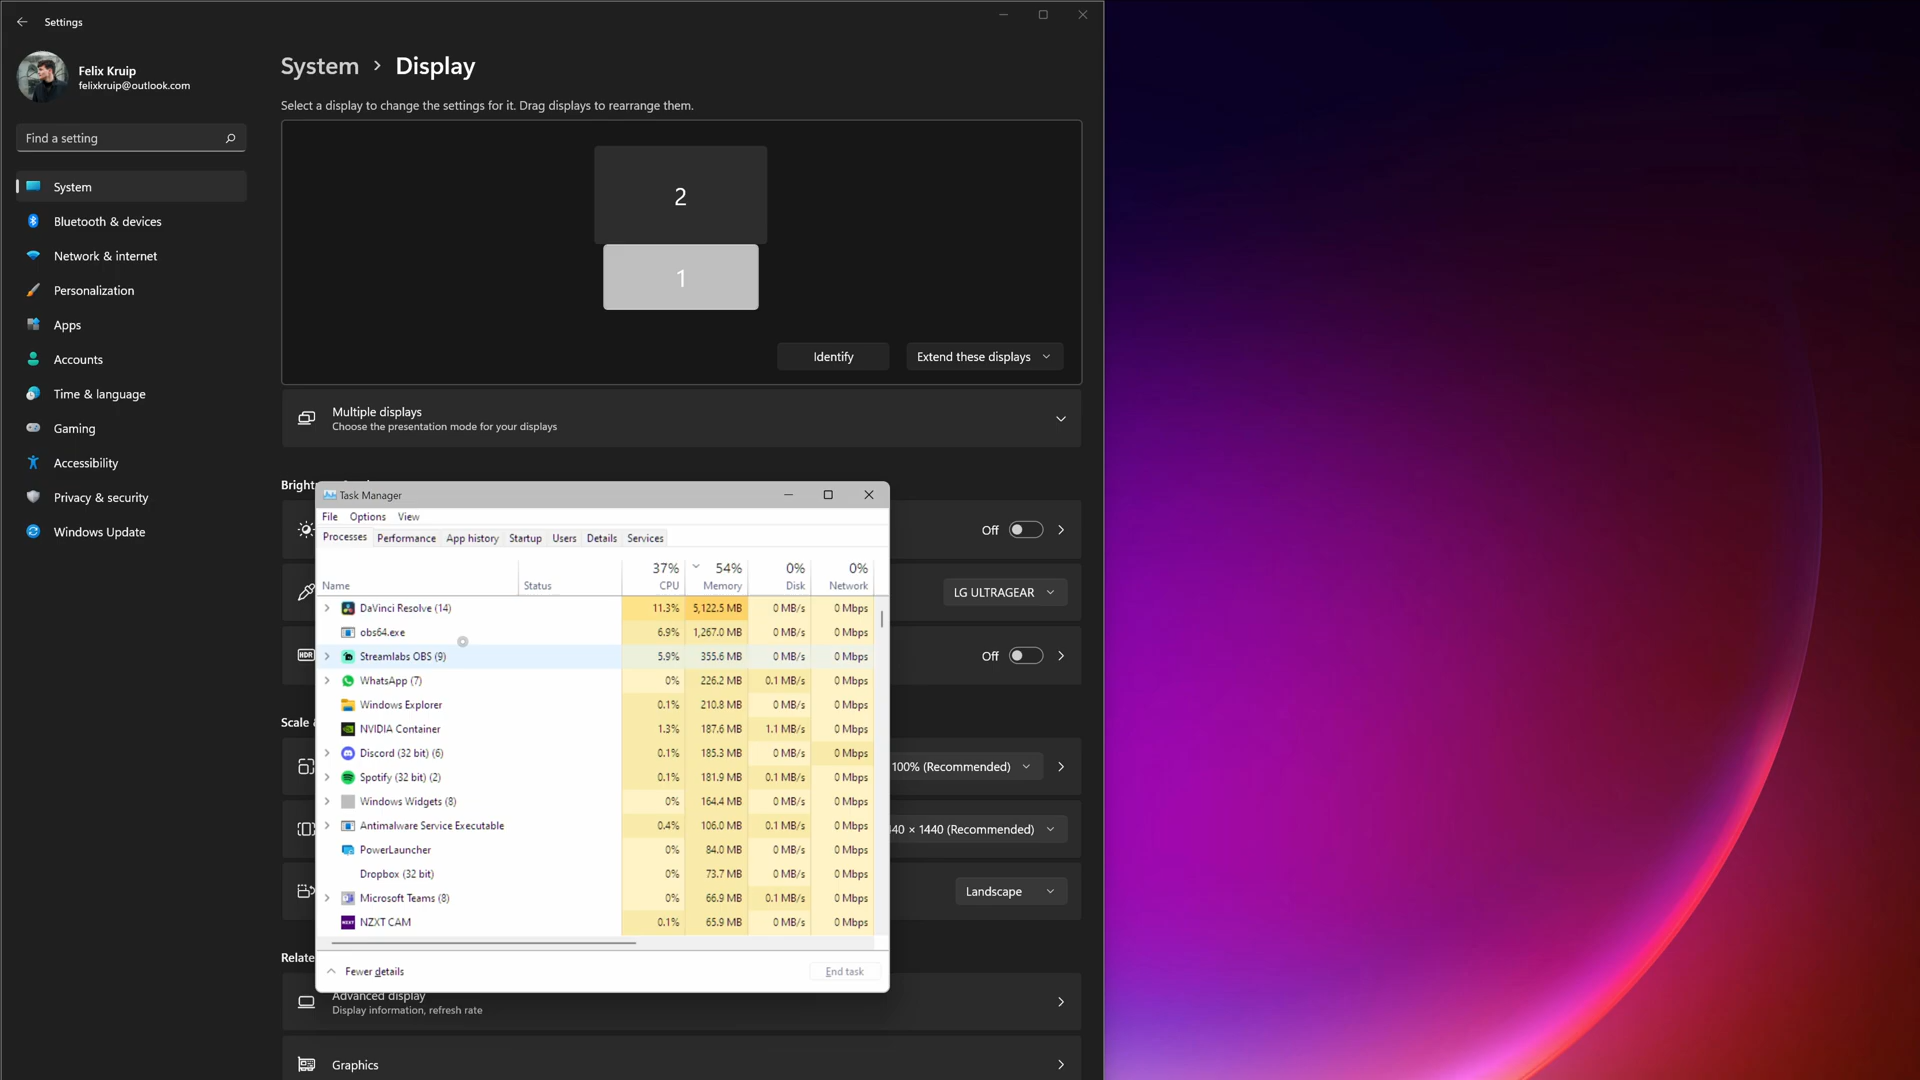 Settings
Felix Kruip
felixkruip@outlook.com
Find a setting
System
Bluetooth & devices
Network & internet
Personalization
Apps
Accounts
Time & language
Gaming
Accessibility
Privacy & security
Windows Update
System > Display
Select a display to change the settings for it. Drag displays to rearrange them.
2
1
Identify
Extend these displays
Multiple displays
Choose the presentation mode for your displays
Off
LG ULTRAGEAR
HDR
Off
Scale
100% (Recommended)
× 1440 (Recommended)
Landscape
Advanced display
Display information, refresh rate
Graphics
Task Manager
File Options View
Processes Performance App history Startup Users Details Services
37% 54% 0% 0%
Name Status CPU Memory Disk Network
DaVinci Resolve (14) 11.3% 5,122.5 MB 0 MB/s 0 Mbps
obs64.exe 6.9% 1,267.0 MB 0 MB/s 0 Mbps
Streamlabs OBS (9) 5.9% 355.6 MB 0 MB/s 0 Mbps
WhatsApp (7) 0% 226.2 MB 0.1 MB/s 0 Mbps
Windows Explorer 0.1% 210.8 MB 0 MB/s 0 Mbps
NVIDIA Container 1.3% 187.6 MB 1.1 MB/s 0 Mbps
Discord (32 bit) (6) 0.1% 185.3 MB 0 MB/s 0 Mbps
Spotify (32 bit) (2) 0.1% 181.9 MB 0.1 MB/s 0 Mbps
Windows Widgets (8) 0% 164.4 MB 0 MB/s 0 Mbps
Antimalware Service Executable 0.4% 106.0 MB 0.1 MB/s 0 Mbps
PowerLauncher 0% 84.0 MB 0 MB/s 0 Mbps
Dropbox (32 bit) 0% 73.7 MB 0 MB/s 0 Mbps
Microsoft Teams (8) 0% 66.9 MB 0.1 MB/s 0 Mbps
NZXT CAM 0.1% 65.9 MB 0 MB/s 0 Mbps
Fewer details
End task